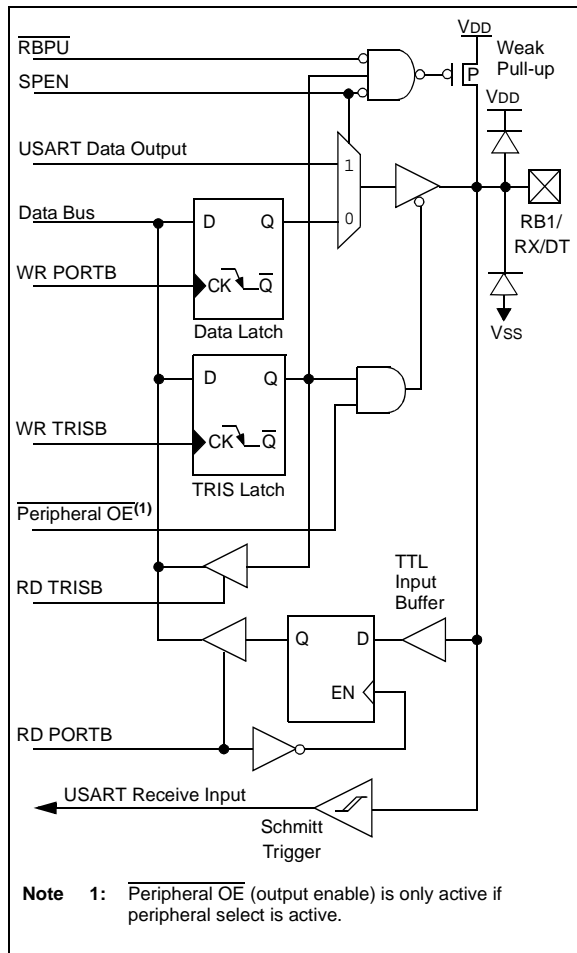 RBPU
VDD
Weak
Pull-up
P
SPEN
VDD
USART Data Output
1
0
Data Bus
D Q
RB1/
RX/DT
WR PORTB
CK Q
Data Latch
VSS
D Q
WR TRISB
CK Q
TRIS Latch
Peripheral OE(1)
RD TRISB
TTL
Input
Buffer
Q D
EN
RD PORTB
USART Receive Input
Schmitt
Trigger
Note 1: Peripheral OE (output enable) is only active if
peripheral select is active.